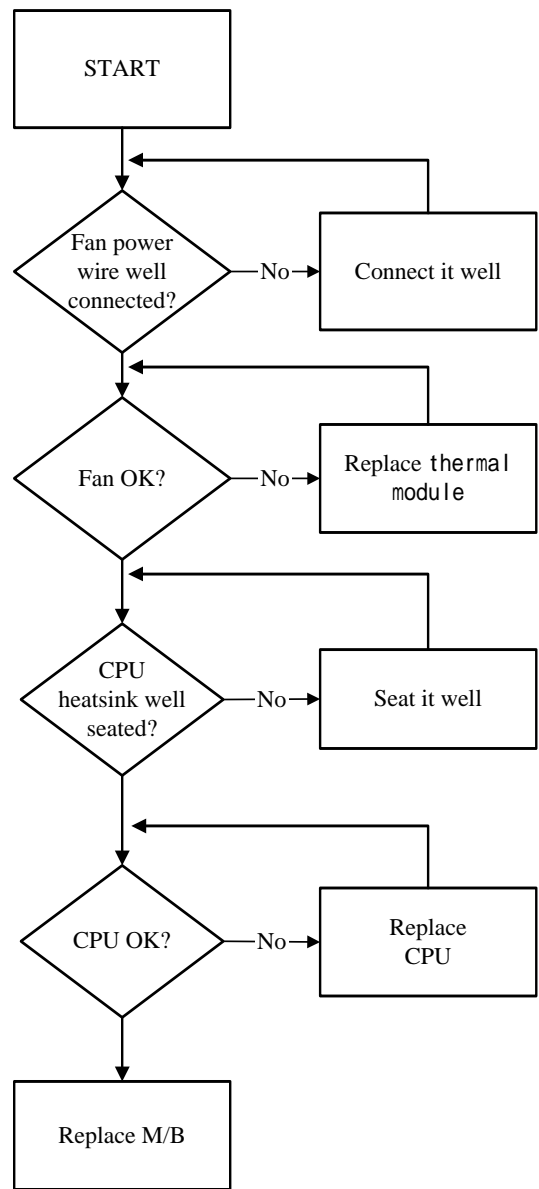 START
Fan power
wire well
connected?
No
Connect it well
Fan OK?
No
Replace thermal
module
CPU
heatsink well
seated?
No
Seat it well
CPU OK?
No
Replace
CPU
Replace M/B